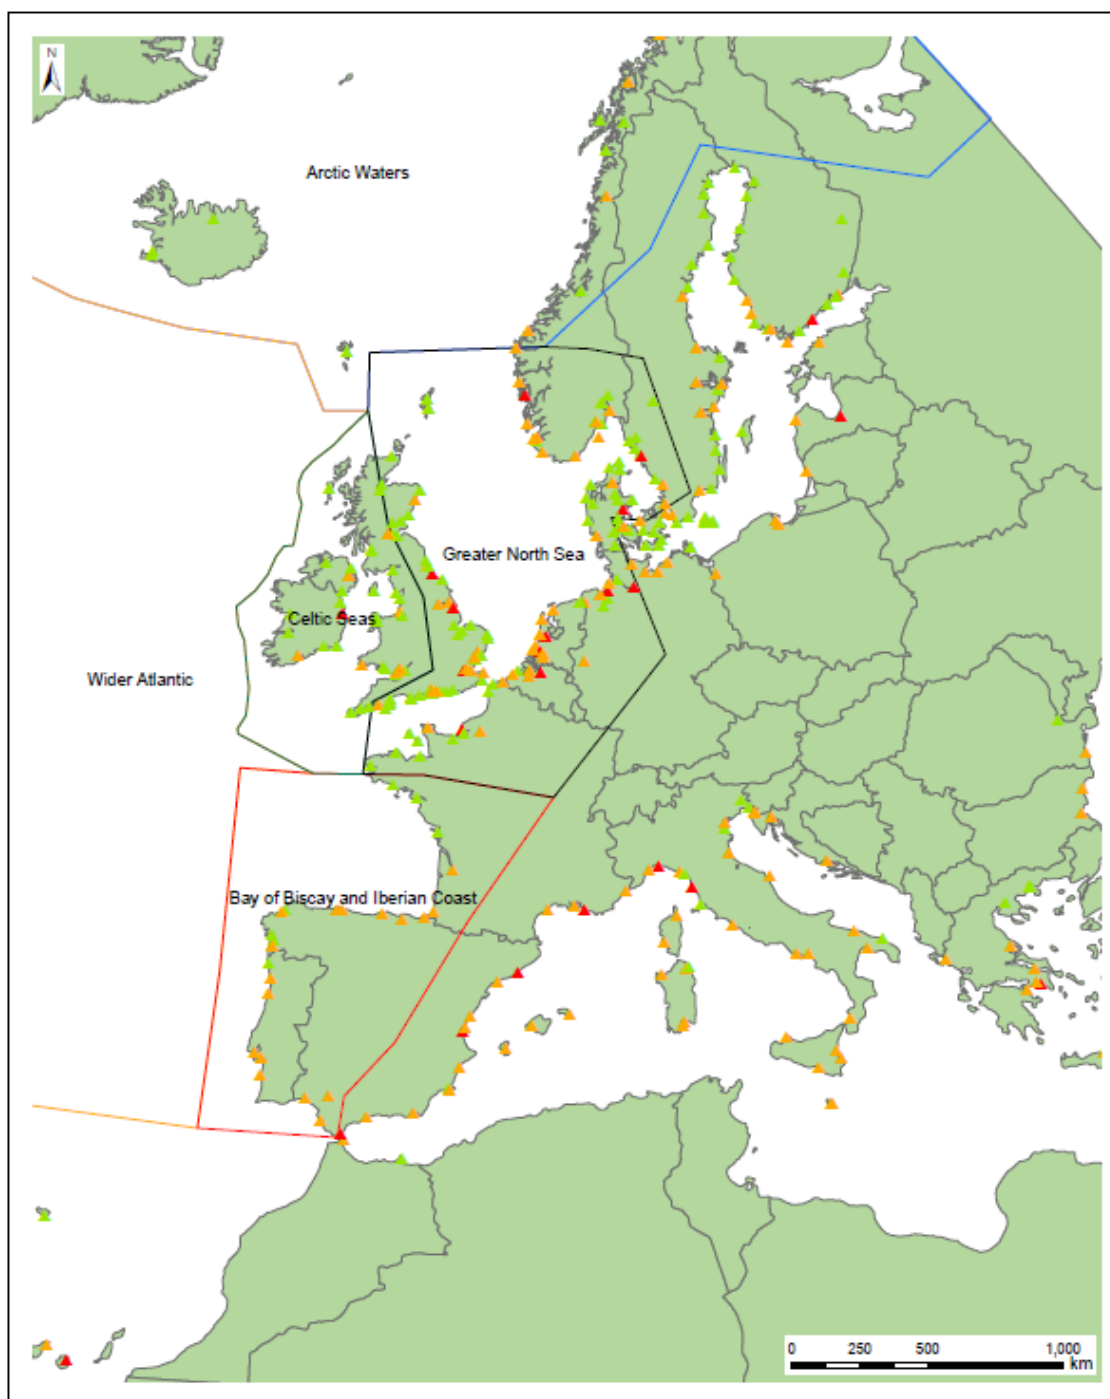 N
Arctic Waters
Greater North Sea
Celtic Seas
Wider Atlantic
Bay of Biscay and Iberian Coast
0 250 500 1,000
km